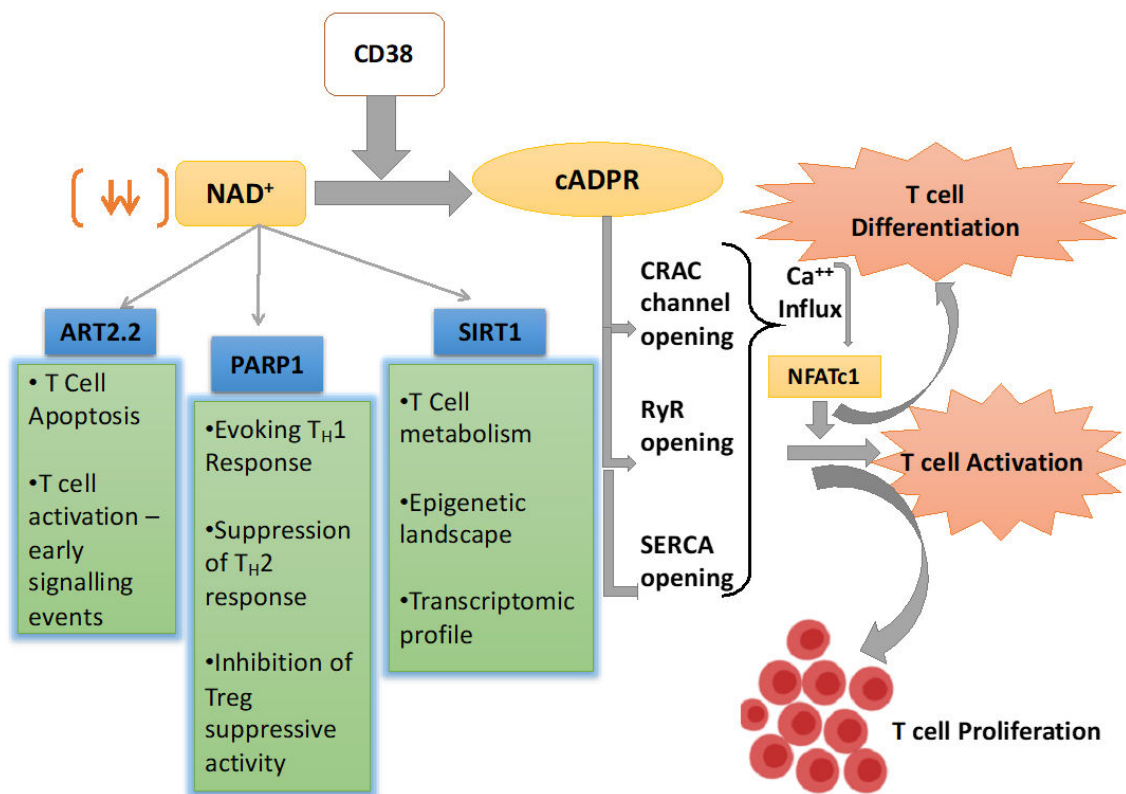 CD38
NAD⁺
cADPR
T cell
Differentiation
CRAC
channel
opening
Ca⁺⁺
Influx
ART2.2
• T Cell
Apoptosis
•T cell
activation –
early
signalling
events
PARP1
•Evoking TH1
Response
•Suppression
of TH2
response
•Inhibition of
Treg
suppressive
activity
SIRT1
•T Cell
metabolism
•Epigenetic
landscape
•Transcriptomic
profile
RyR
opening
SERCA
opening
NFATc1
T cell Activation
T cell Proliferation